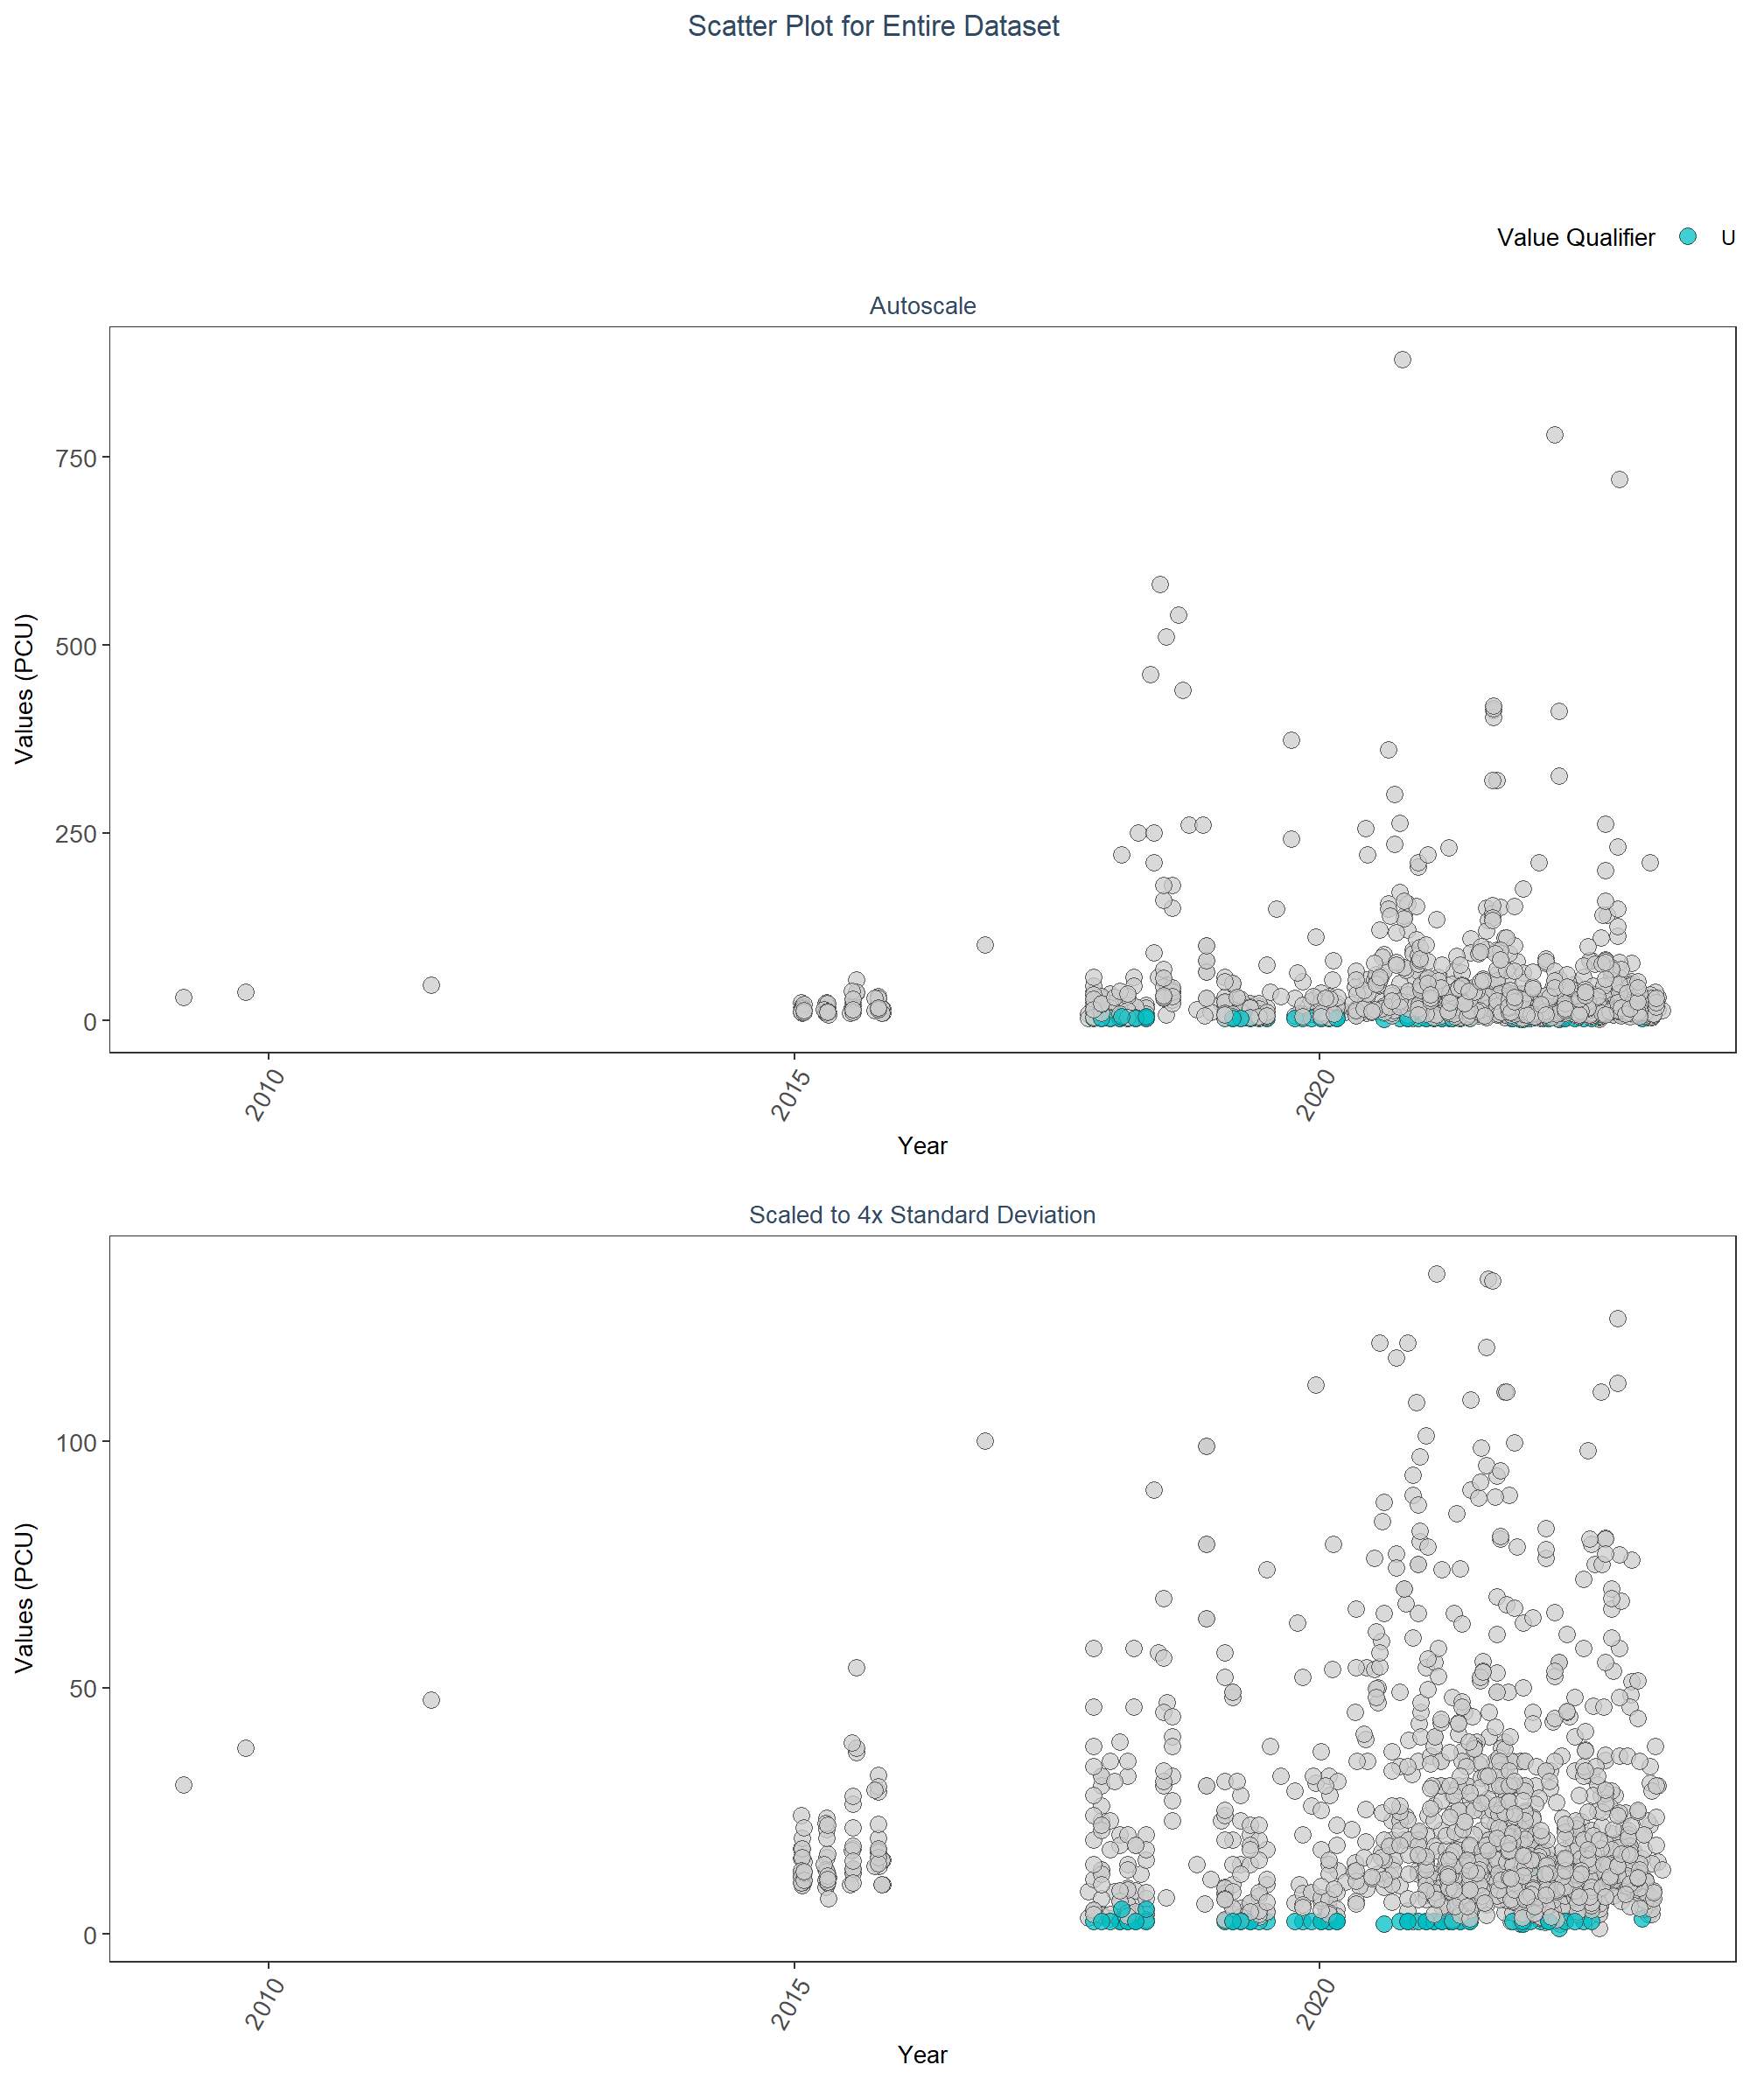 Scatter Plot for Entire Dataset
Value Qualifier U
Autoscale
Values (PCU)
750
500
250
0
2010 2015 2020
Year
Scaled to 4x Standard Deviation
Values (PCU)
100
50
0
2010 2015 2020
Year